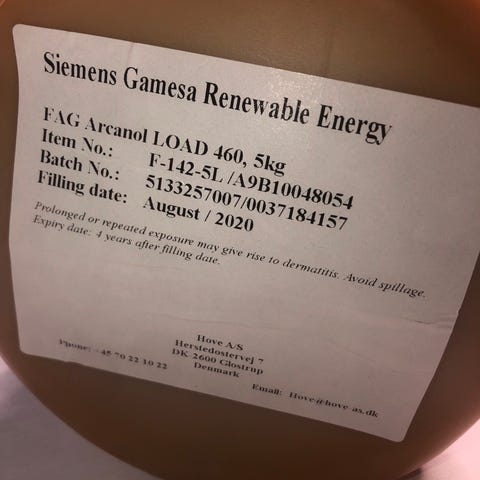 Siemens Gamesa Renewable Energy
FAG Arcanol LOAD 460, 5kg
Item No.: F-142-5L /A9B10048054
Batch No.: 5133257007/0037184157
Filling date: August / 2020
Prolonged or repeated exposure may give rise to dermatitis. Avoid spillage.
Expiry date: 4 years after filling date.
Hove A/S
Herstedostervej 7
DK-2600 Glostrup
Denmark
Phone: +45 70 22 10 22
Email: Hove@hove-as.dk